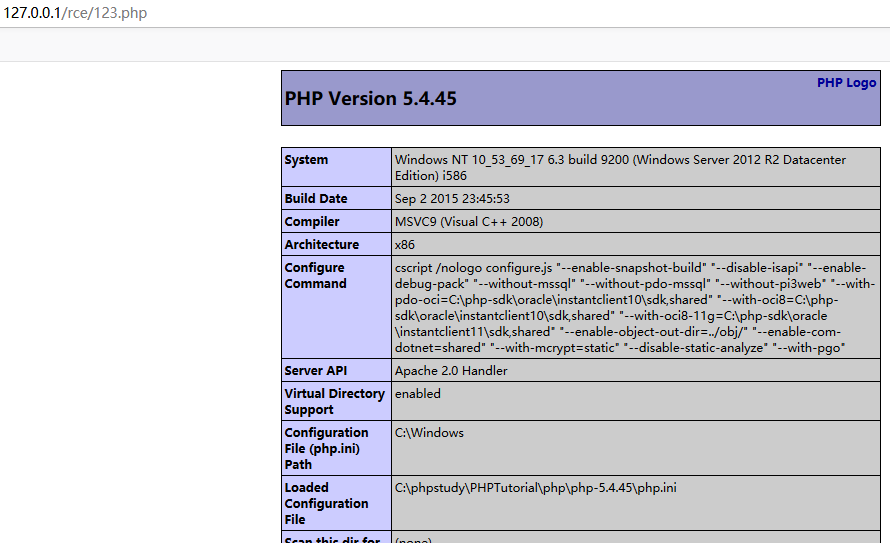 127.0.0.1/rce/123.php
PHP Logo
PHP Version 5.4.45
System
Windows NT 10_53_69_17 6.3 build 9200 (Windows Server 2012 R2 Datacenter
Edition) i586
Build Date
Sep 2 2015 23:45:53
Compiler
MSVC9 (Visual C++ 2008)
Architecture
x86
Configure
Command
cscript /nologo configure.js "--enable-snapshot-build" "--disable-isapi" "--enable-
debug-pack" "--without-mssql" "--without-pdo-mssql" "--without-pi3web" "--with-
pdo-oci=C:\php-sdk\oracle\instantclient10\sdk,shared" "--with-oci8=C:\php-
sdk\oracle\instantclient10\sdk,shared" "--with-oci8-11g=C:\php-sdk\oracle
\instantclient11\sdk,shared" "--enable-object-out-dir=../obj/" "--enable-com-
dotnet=shared" "--with-mcrypt=static" "--disable-static-analyze" "--with-pgo"
Server API
Apache 2.0 Handler
Virtual Directory
Support
enabled
Configuration
File (php.ini)
Path
C:\Windows
Loaded
Configuration
File
C:\phpstudy\PHPTutorial\php\php-5.4.45\php.ini
Scan this dir for
(none)